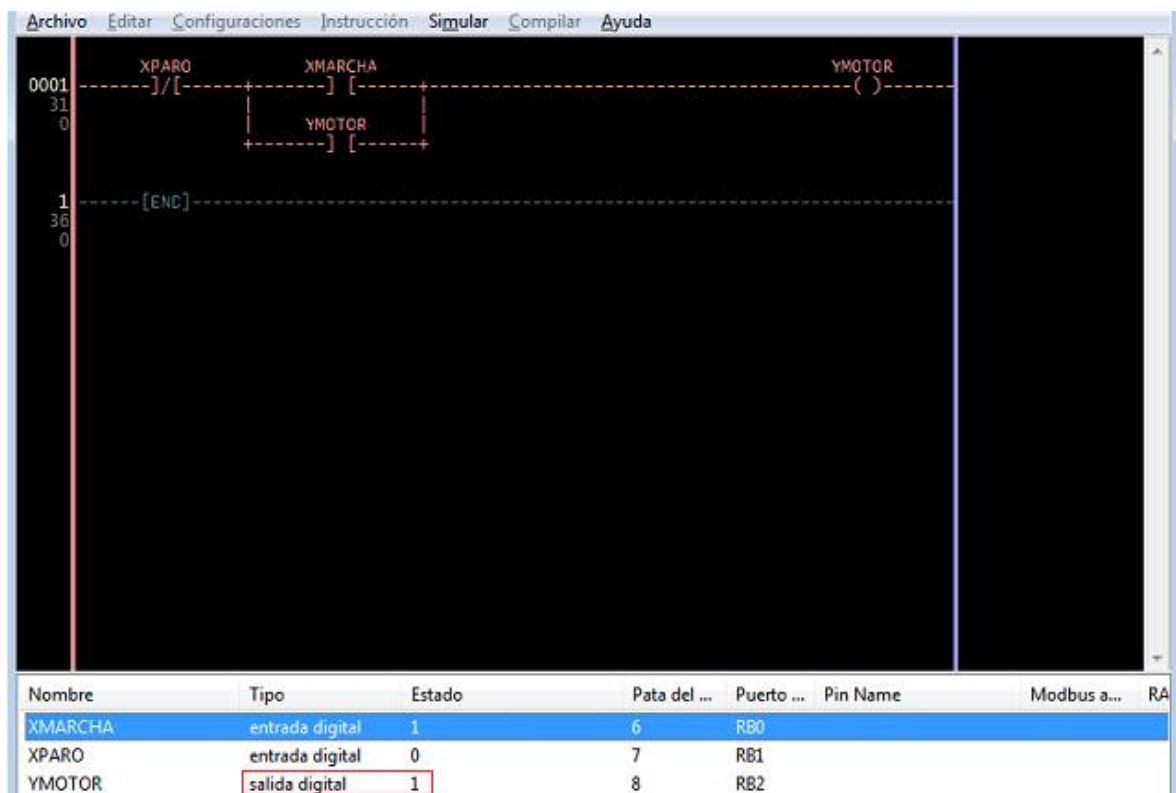 Archivo Editar Configuraciones Instrucción Simular Compilar Ayuda
XPARO XMARCHA YMOTOR
0001 -------]/[------+-------] [------+------------------------------------------( )-------
31
0 YMOTOR
+-------] [------+
1 ------[END]------
36
0
Nombre Tipo Estado Pata del ... Puerto ... Pin Name Modbus a... RA
XMARCHA entrada digital 1 6 RB0
XPARO entrada digital 0 7 RB1
YMOTOR salida digital 1 8 RB2